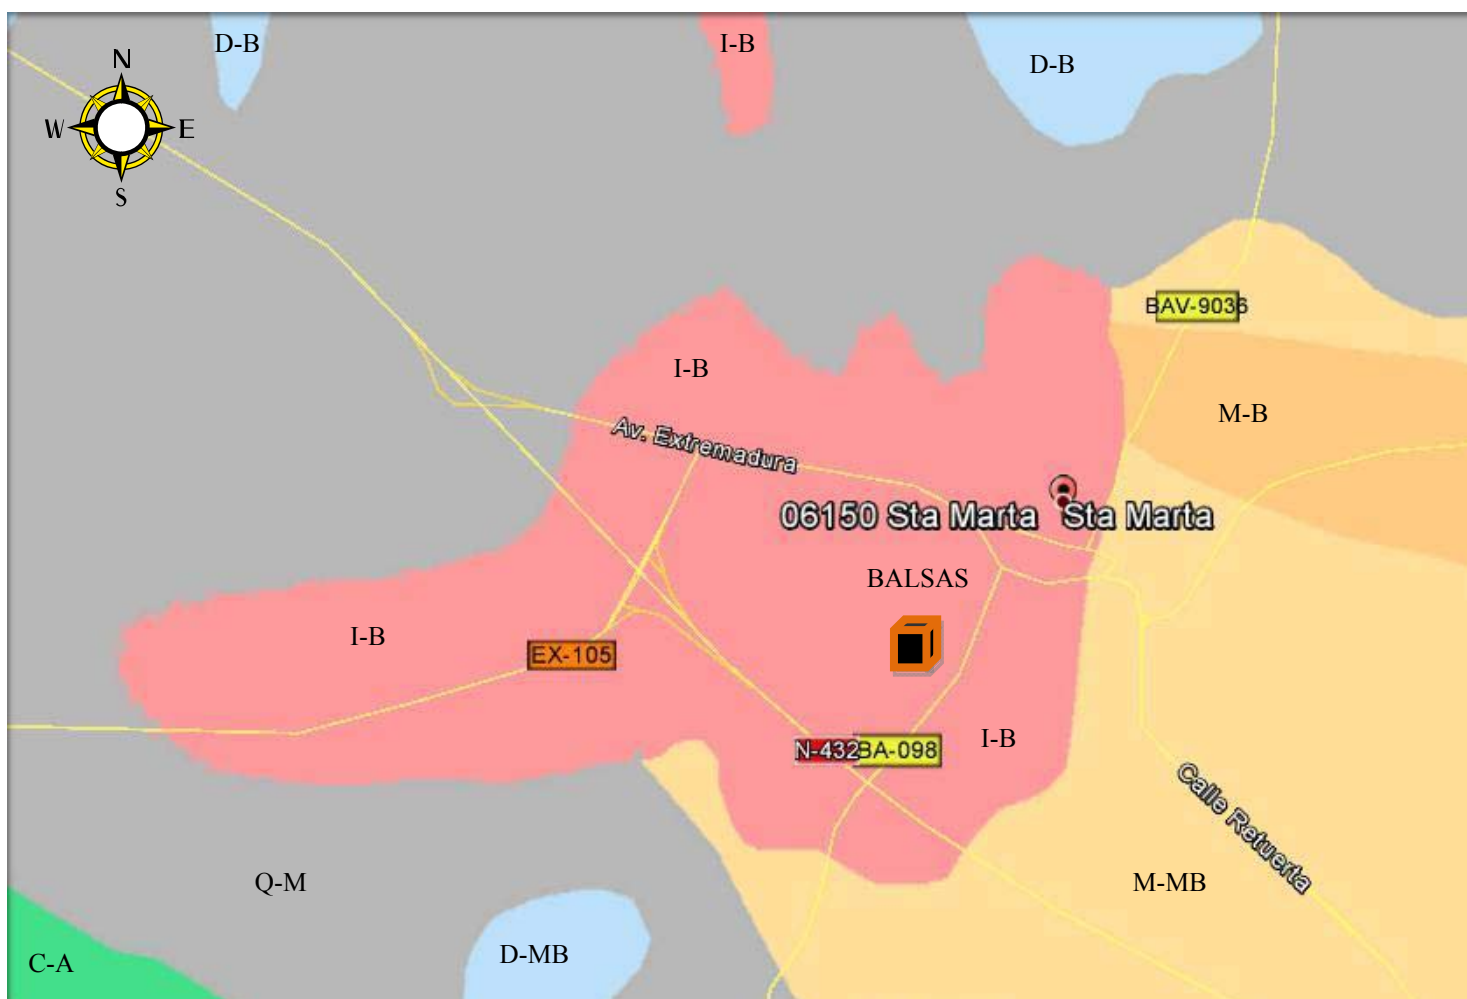 D-B
I-B
D-B
N
W
E
S
BAV-9036
I-B
M-B
Av. Extremadura
06150 Sta Marta
Sta Marta
BALSAS
I-B
EX-105
I-B
N-432
BA-098
Calle Retuerta
Q-M
M-MB
D-MB
C-A